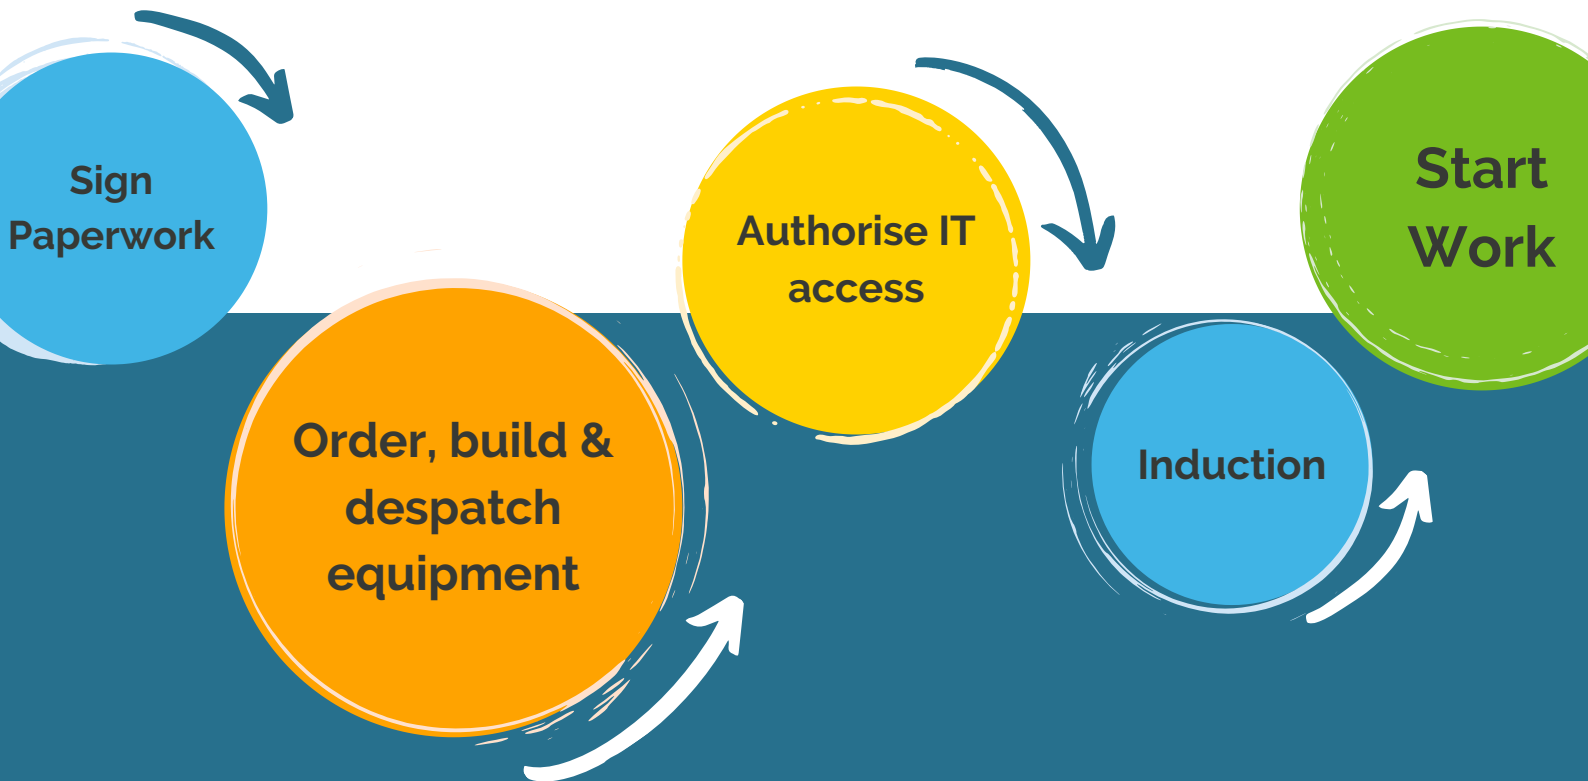 Sign
Paperwork
Order, build &
despatch
equipment
Authorise IT
access
Induction
Start
Work